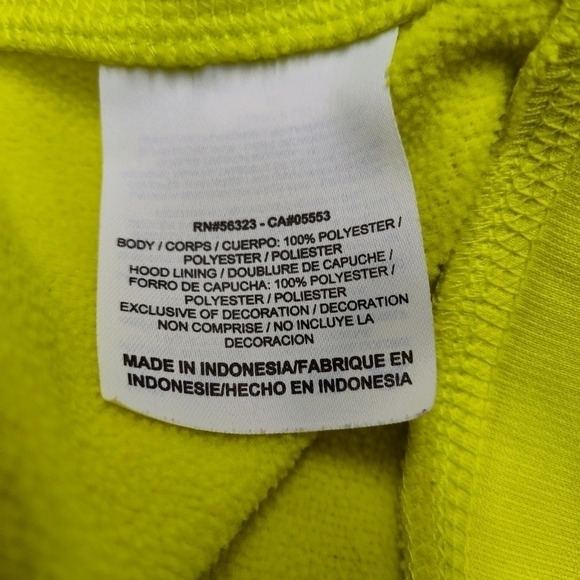 RN#56323 - CA#05553
BODY / CORPS / CUERPO: 100% POLYESTER /
POLYESTER / POLIESTER
HOOD LINING / DOUBLURE DE CAPUCHE /
FORRO DE CAPUCHA: 100% POLYESTER /
POLYESTER / POLIESTER
EXCLUSIVE OF DECORATION / DECORATION
NON COMPRISE / NO INCLUYE LA
DECORACION
MADE IN INDONESIA/FABRIQUE EN
INDONESIE/HECHO EN INDONESIA